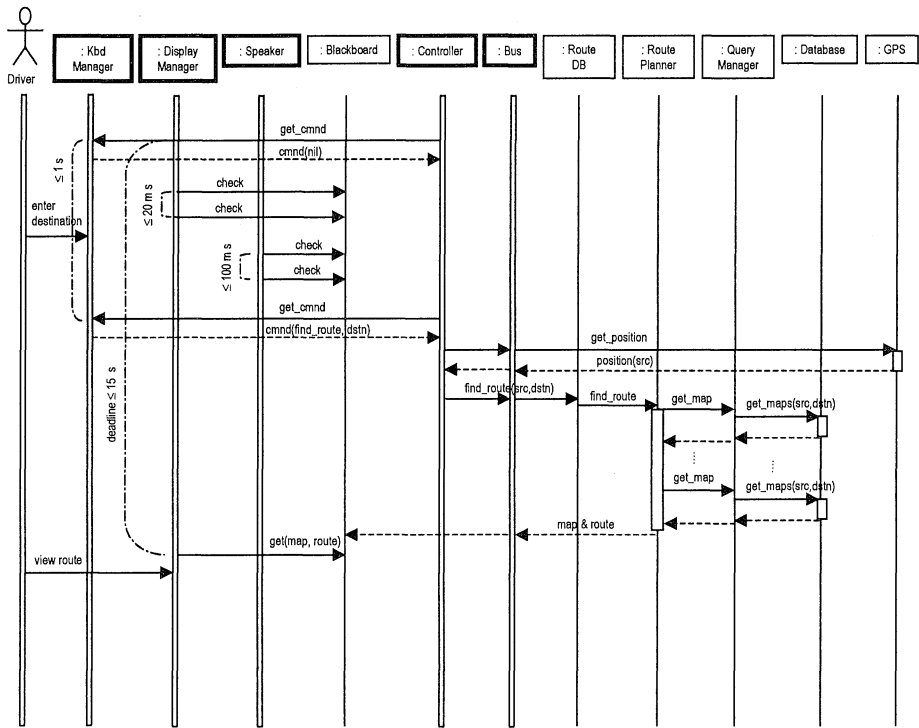 Driver
: Kbd
Manager
: Display
Manager
: Speaker
: Blackboard
: Controller
: Bus
: Route
DB
: Route
Planner
: Query
Manager
: Database
: GPS
get_cmnd
cmnd(nil)
≤ 1 s
check
≤ 20 m s
check
enter
destination
check
≤ 100 m s
check
get_cmnd
cmnd(find_route, dstn)
get_position
position(src)
find_route(src,dstn)
find_route
get_map
get_maps(src,dstn)
deadline ≤ 15 s
get_map
get_maps(src,dstn)
map & route
get(map, route)
view route